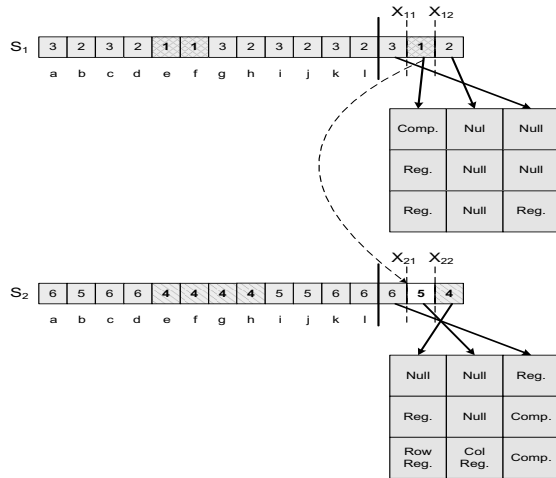 X11 X12
S1 3 2 3 2 1 1 3 2 3 2 3 2 3 1 2
a b c d e f g h i j k l
Comp. Nul Null
Reg. Null Null
Reg. Null Reg.
X21 X22
S2 6 5 6 6 4 4 4 4 5 5 6 6 6 5 4
a b c d e f g h i j k l
Null Null Reg.
Reg. Null Comp.
Row Reg. Col Reg. Comp.